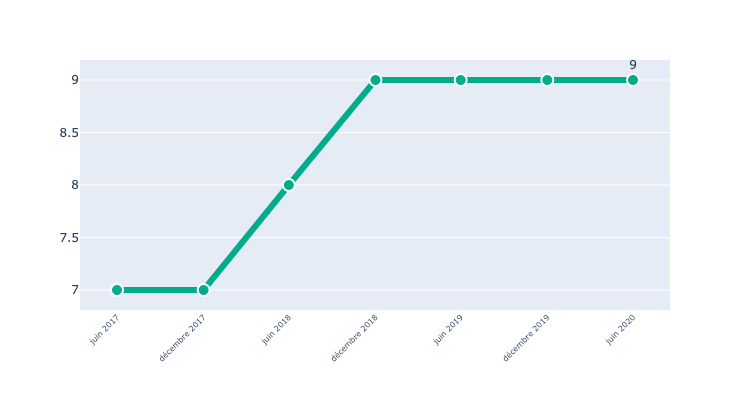 9
9
8.5
8
7.5
7
juin 2017
décembre 2017
juin 2018
décembre 2018
juin 2019
décembre 2019
juin 2020